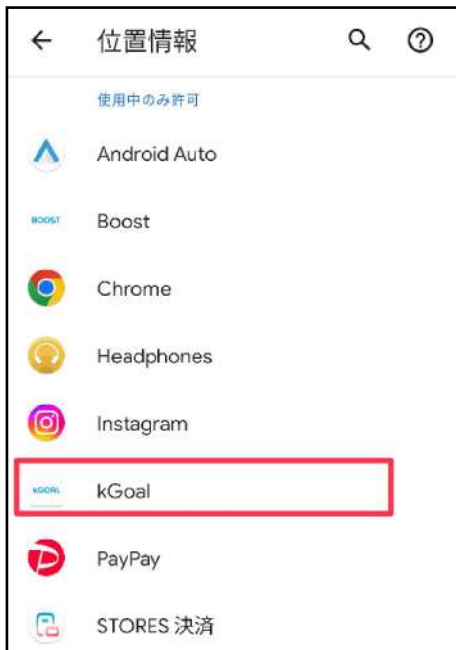 位置情報
使用中のみ許可
Android Auto
BOOST Boost
Chrome
Headphones
Instagram
kGOAL kGoal
PayPay
STORES 決済